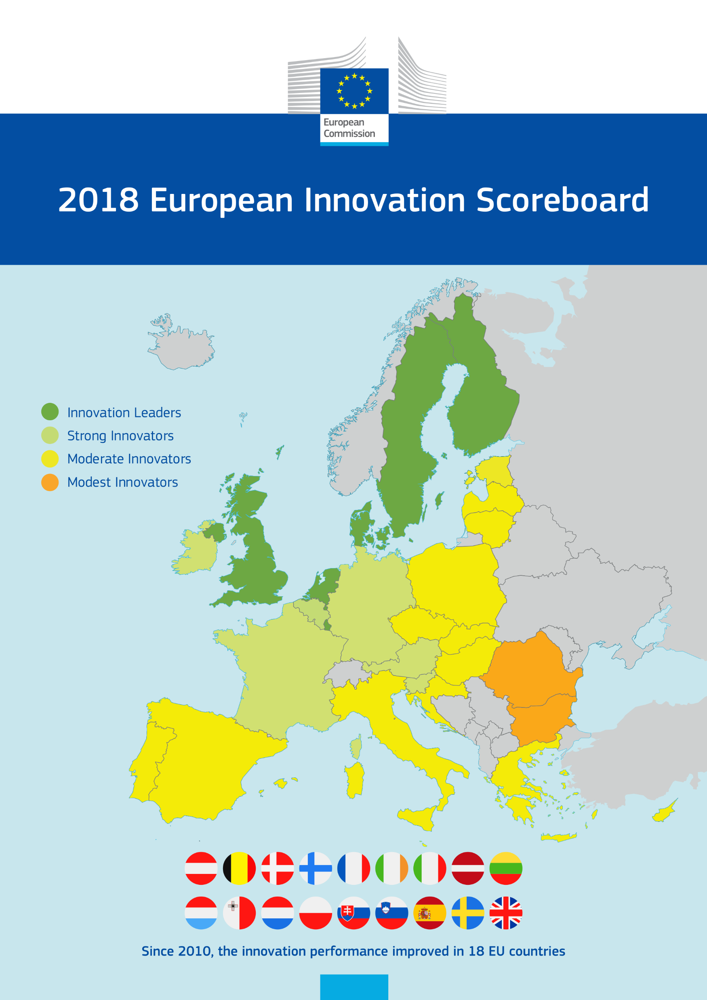 European
Commission
2018 European Innovation Scoreboard
Innovation Leaders
Strong Innovators
Moderate Innovators
Modest Innovators
Since 2010, the innovation performance improved in 18 EU countries